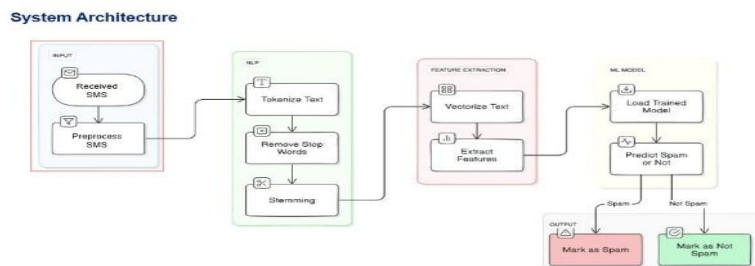 System Architecture
INPUT
Received
SMS
Preprocess
SMS
NLP
Tokenize Text
Remove Stop
Words
Stemming
FEATURE EXTRACTION
Vectorize Text
Extract
Features
ML MODEL
Load Trained
Model
Predict Spam
or Not
Spam
Not Spam
OUTPUT
Mark as Spam
Mark as Not
Spam